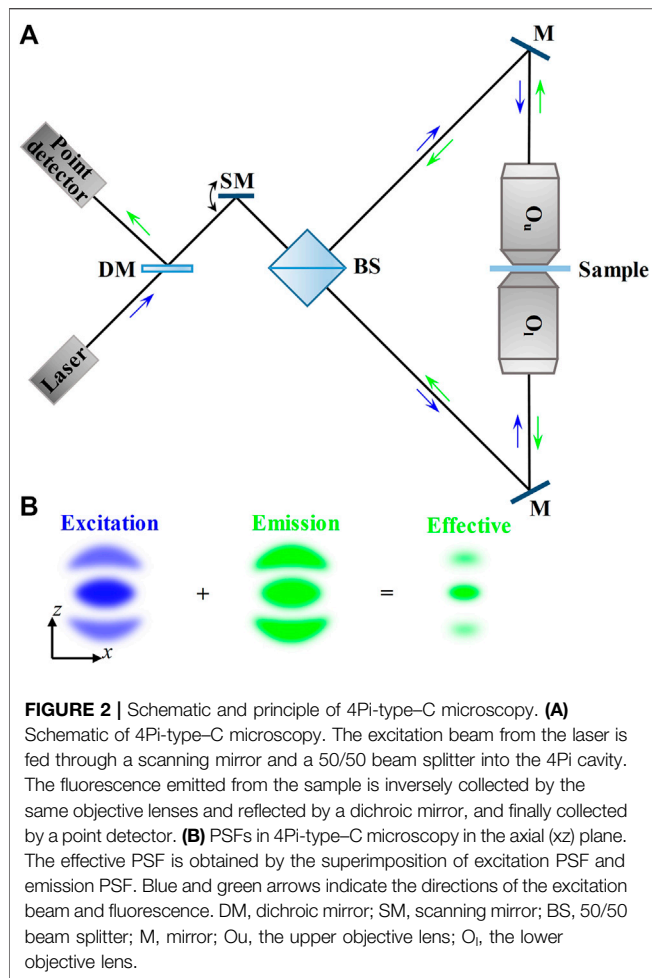 A
M
Point
detector
SM
DM
BS
Laser
O_u
Sample
O_l
M
B
Excitation
Emission
Effective
+
=
z
x
FIGURE 2 | Schematic and principle of 4Pi-type–C microscopy. (A)
Schematic of 4Pi-type–C microscopy. The excitation beam from the laser is
fed through a scanning mirror and a 50/50 beam splitter into the 4Pi cavity.
The fluorescence emitted from the sample is inversely collected by the
same objective lenses and reflected by a dichroic mirror, and finally collected
by a point detector. (B) PSFs in 4Pi-type–C microscopy in the axial (xz) plane.
The effective PSF is obtained by the superimposition of excitation PSF and
emission PSF. Blue and green arrows indicate the directions of the excitation
beam and fluorescence. DM, dichroic mirror; SM, scanning mirror; BS, 50/50
beam splitter; M, mirror; Ou, the upper objective lens; O_l, the lower
objective lens.